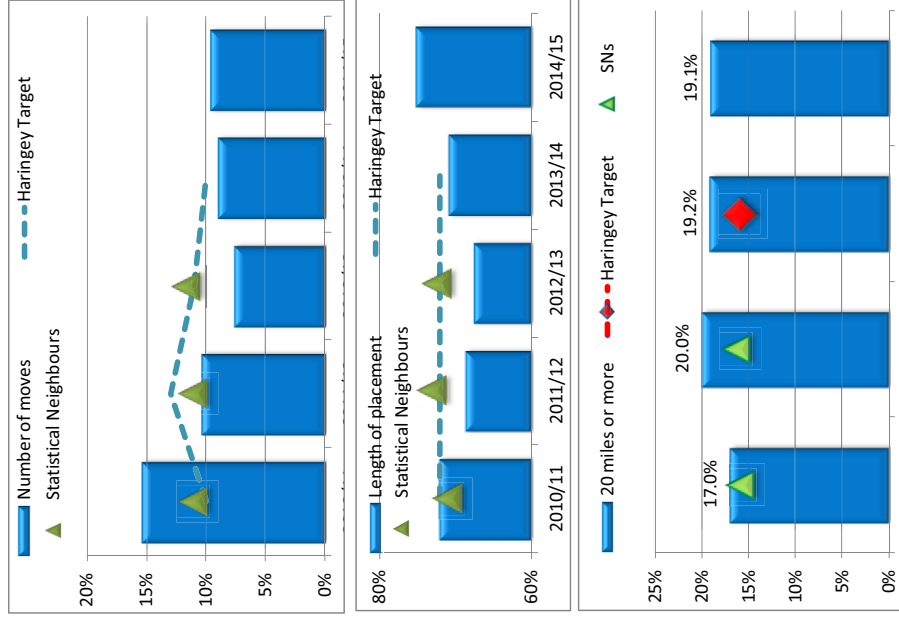 Number of moves
Haringey Target
Statistical Neighbours
20%
15%
10%
5%
0%
Length of placement
Haringey Target
Statistical Neighbours
80%
60%
2010/11
2011/12
2012/13
2013/14
2014/15
20 miles or more
Haringey Target
SNs
25%
20%
15%
10%
5%
0%
17.0%
20.0%
19.2%
19.1%